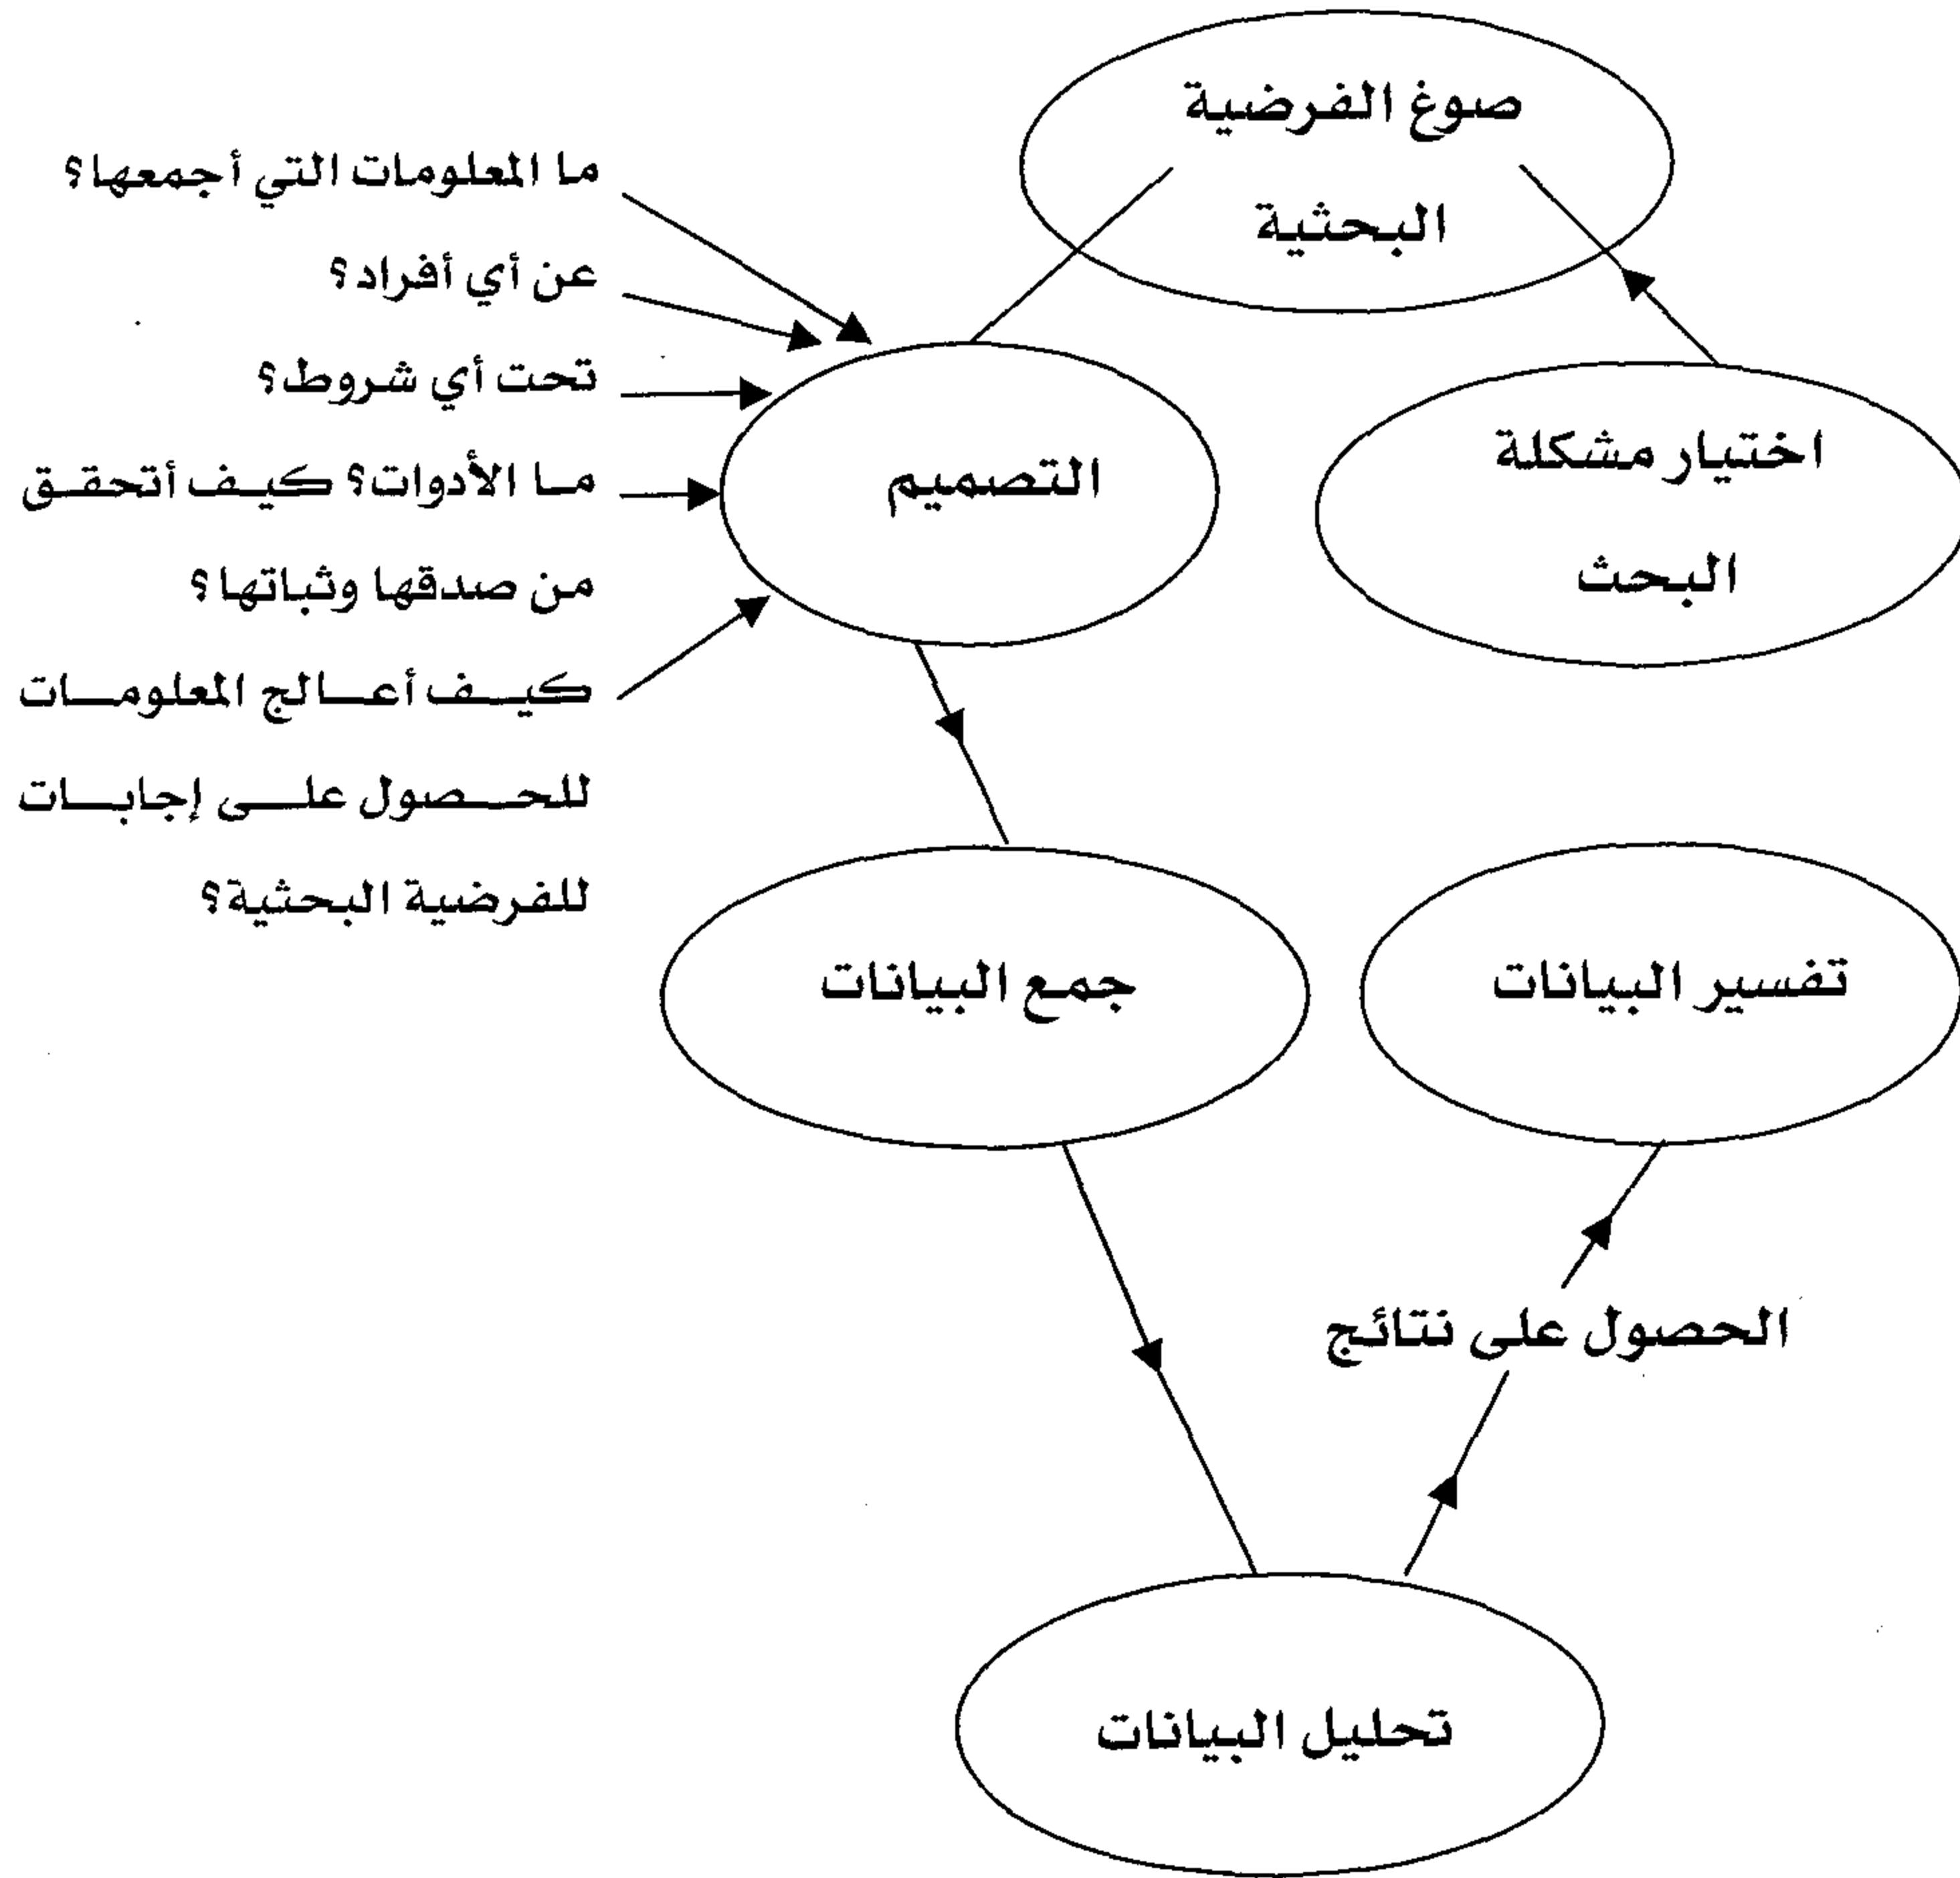 صوغ الفرضية
البحثية
ما المعلومات التي أجمعها؟
عن أي أفراد؟
تحت أي شروط؟
ما الأدوات؟ كيف أتحقق
من صدقها وثباتها؟
كيف أعالج المعلومات
للحصول على إجابات
للفرضية البحثية؟
اختيار مشكلة
البحث
التصميم
جمع البيانات
تفسير البيانات
الحصول على نتائج
تحليل البيانات